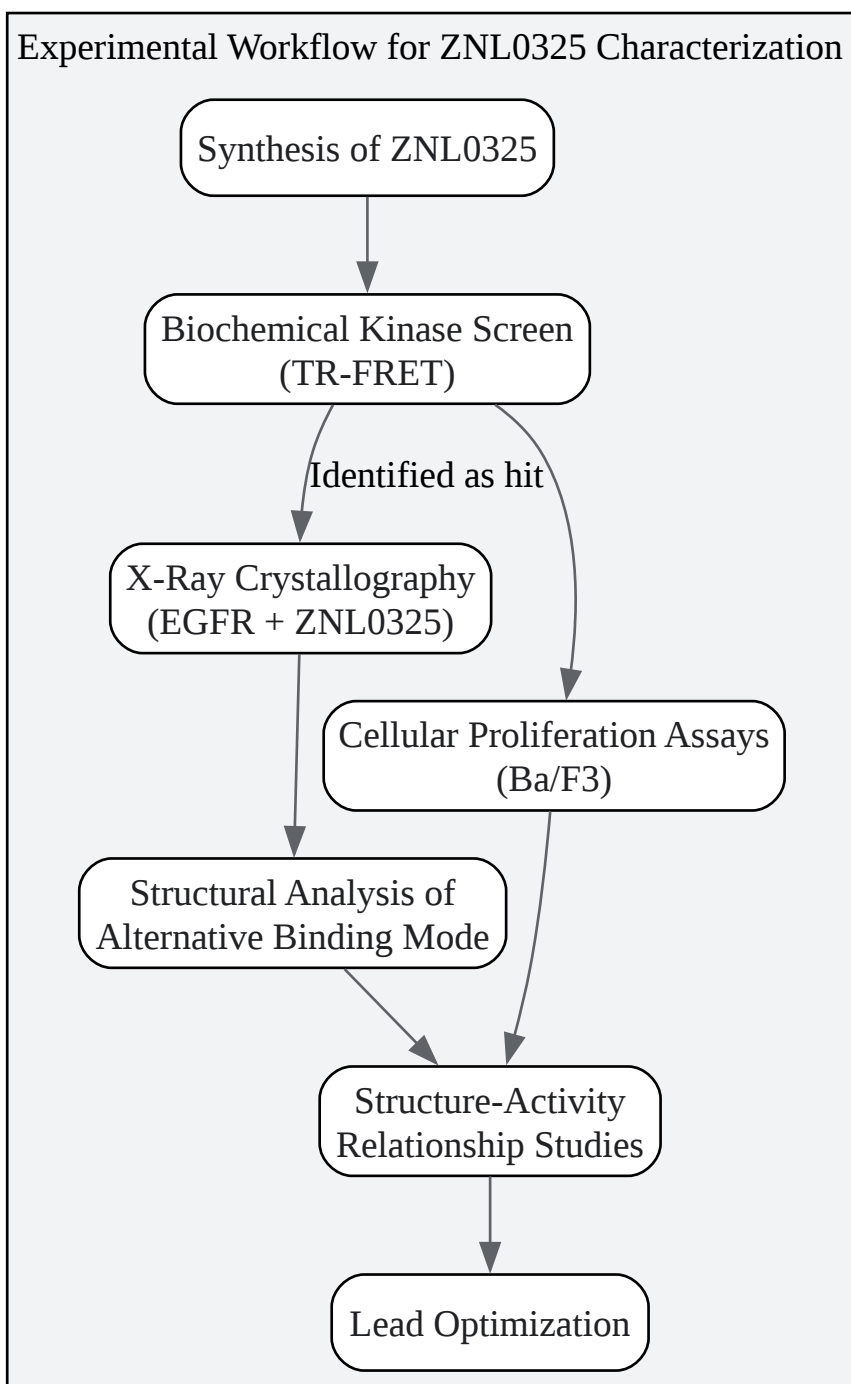 Experimental Workflow for ZNL0325 Characterization
Synthesis of ZNL0325
Biochemical Kinase Screen
(TR-FRET)
Identified as hit
X-Ray Crystallography
(EGFR + ZNL0325)
Cellular Proliferation Assays
(Ba/F3)
Structural Analysis of
Alternative Binding Mode
Structure-Activity
Relationship Studies
Lead Optimization